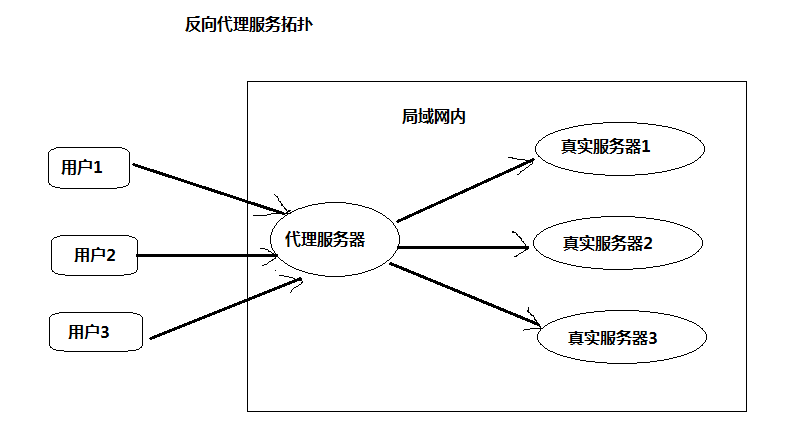 反向代理服务拓扑
局域网内
用户1
用户2
用户3
代理服务器
真实服务器1
真实服务器2
真实服务器3